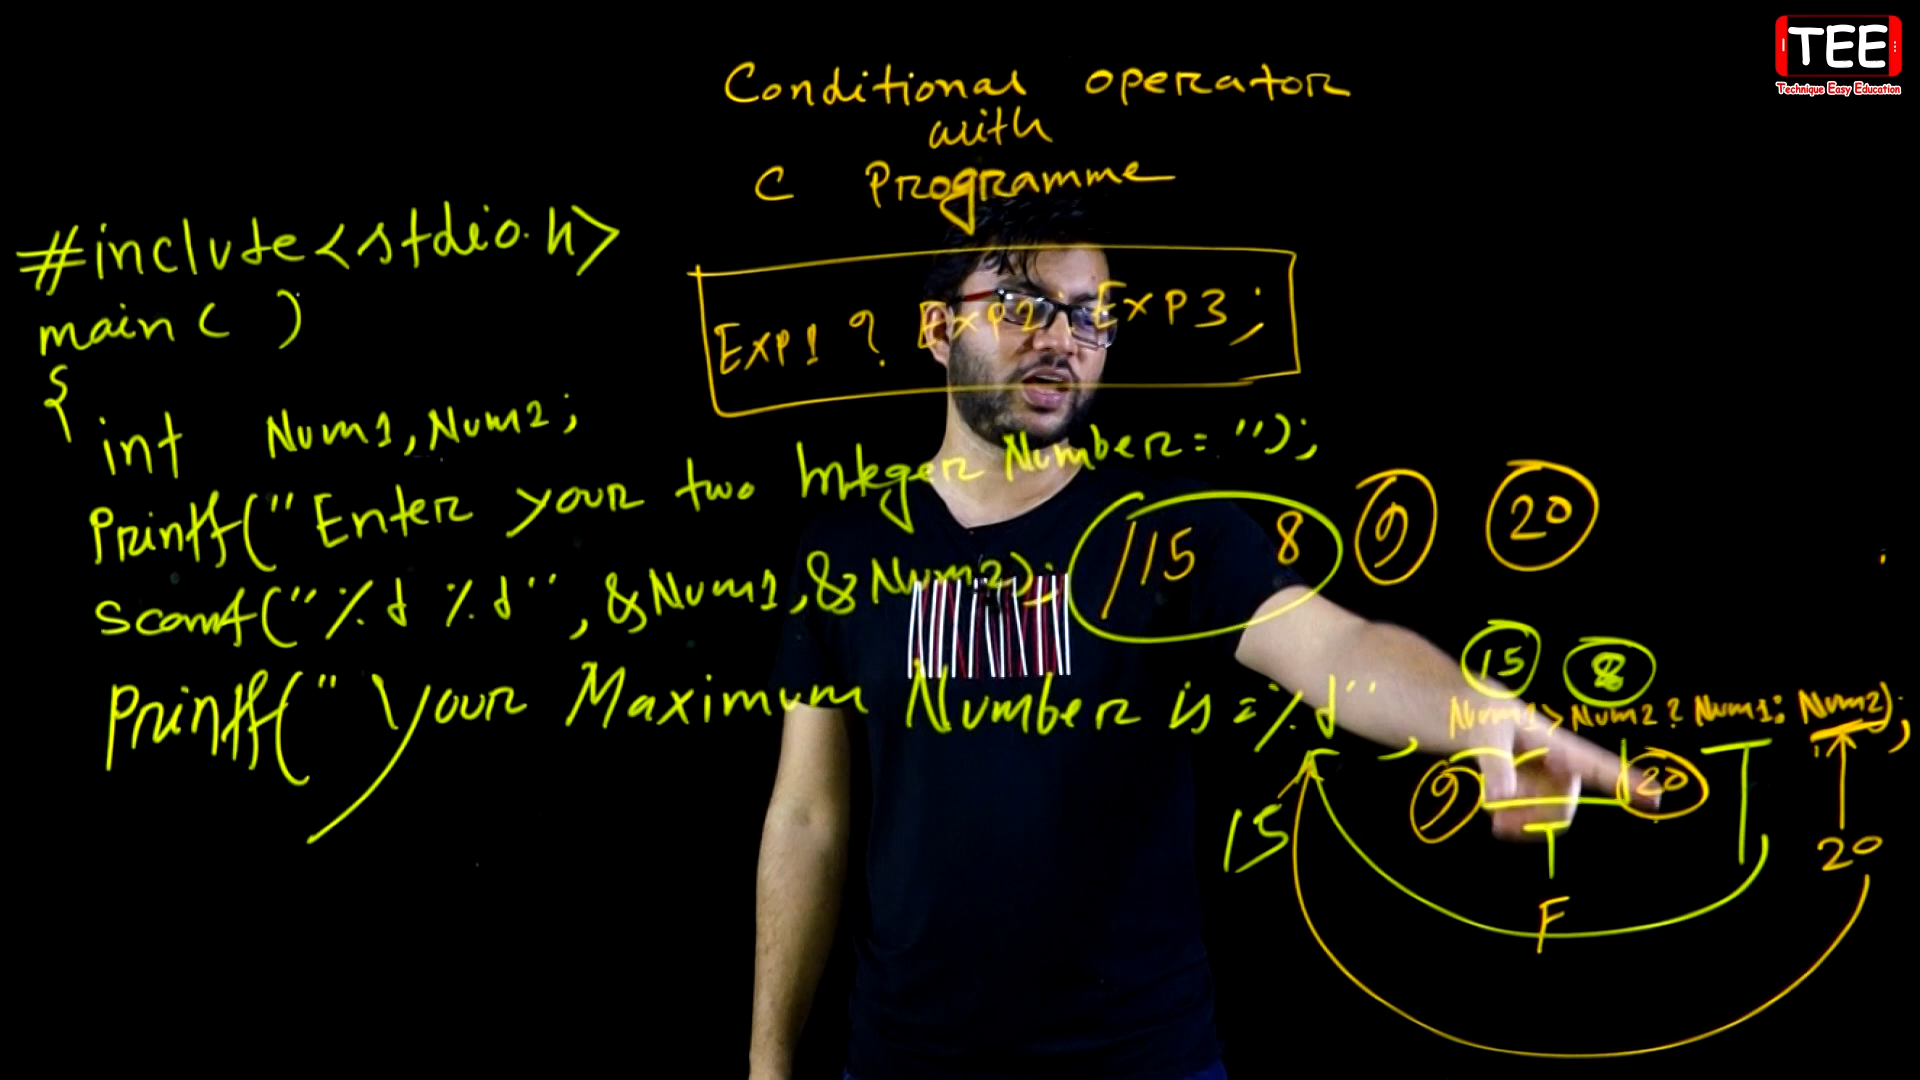 TEE
Technique Easy Education
Conditional operator
with
C Programme
#include<stdio.h>
main( )
{
Exp1 ? Exp2: Exp3;
int Num1, Num2;
Printf("Enter your two Integer Number= ");
scanf("%d %d", &Num1, &Num2);
15 8
9
20
15
8
Printf(" your Maximum Number is =%d", Num1>Num2? Num1: Num2);
9
20
15
T
20
F